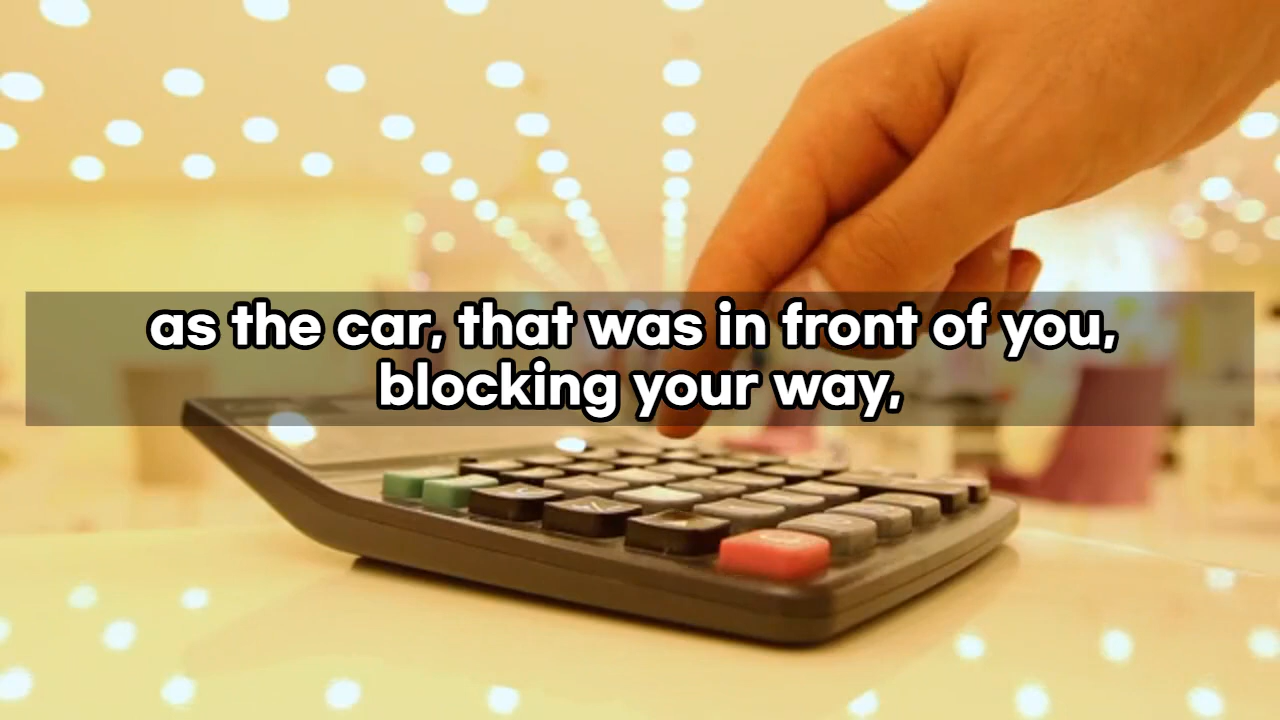 as the car, that was in front of you,
blocking your way,